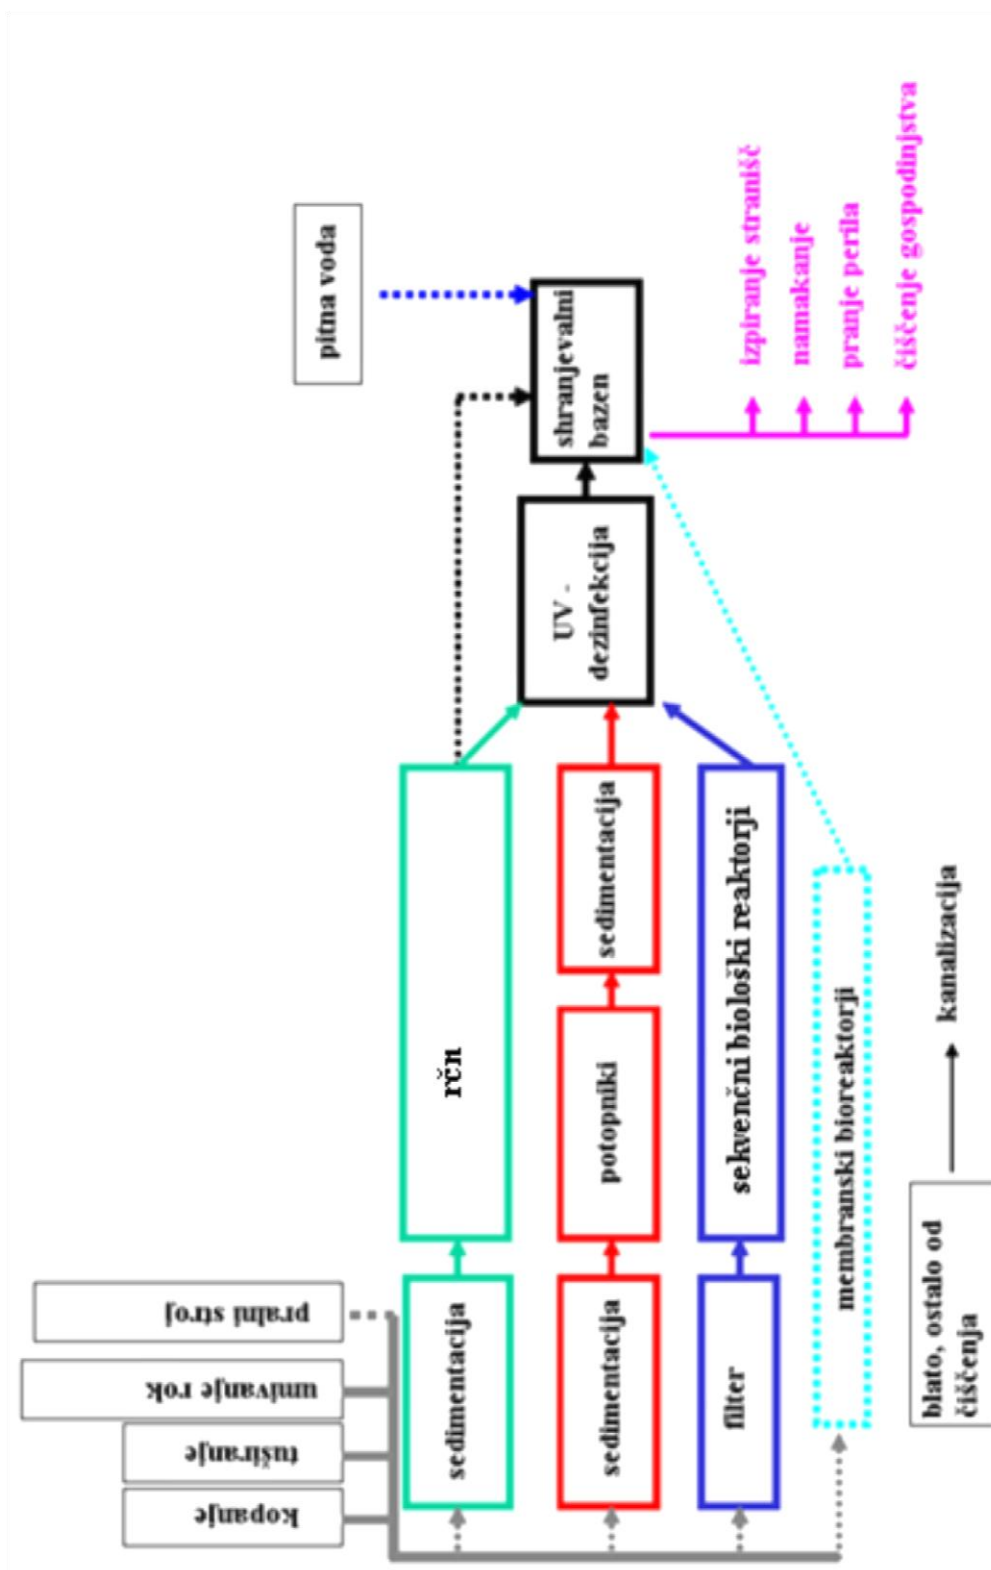 kopanje
tuširanje
umivanje rok
pralni stroj
sedimentacija
rčn
sedimentacija
potopniki
sedimentacija
filter
sekvenčni biološki reaktorji
membranski bioreaktorji
UV -
dezinfekcija
shranjevalni
bazen
pitna voda
izpiranje stranišč
namakanje
pranje perila
čiščenje gospodinjstva
blato, ostalo od
čiščenja
kanalizacija